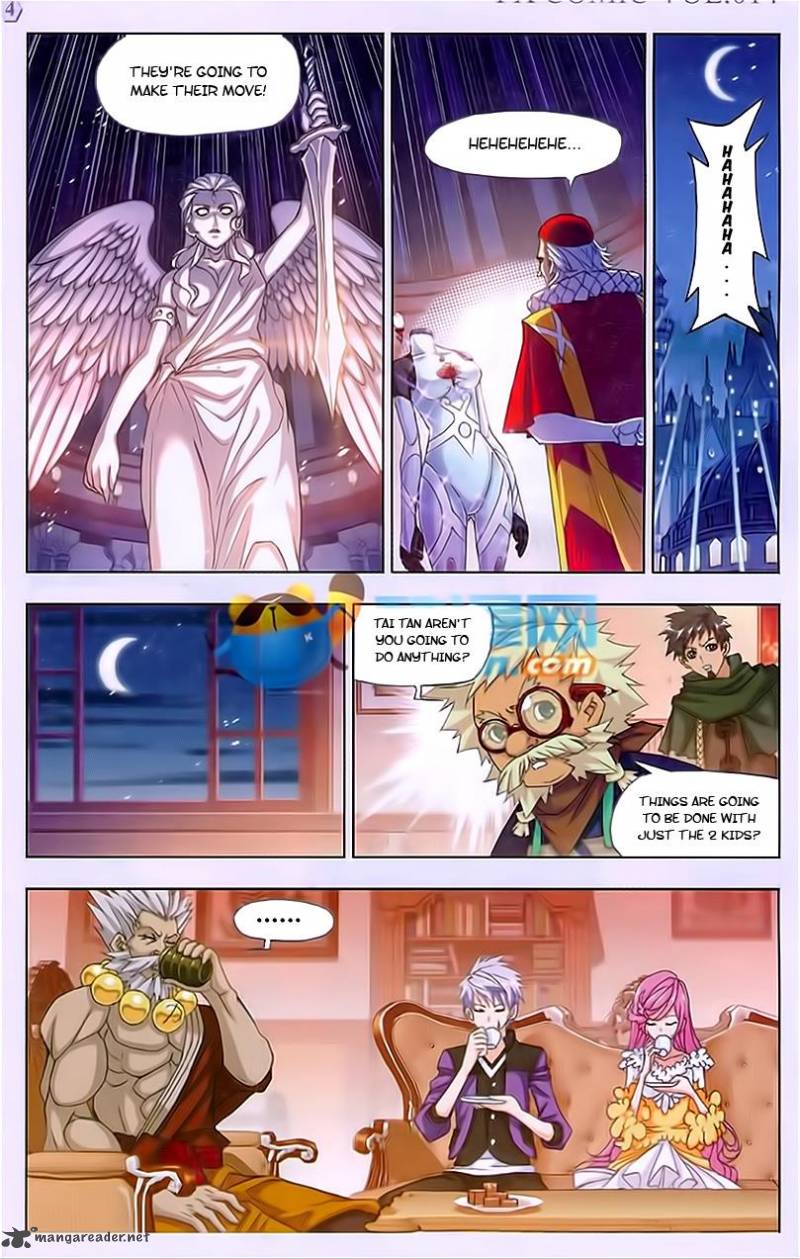 4
THEY'RE GOING TO
MAKE THEIR MOVE!
HEHEHEHEHE...
HAHAHAHA....
TAI TAN AREN'T
YOU GOING TO
DO ANYTHING?
THINGS ARE GOING
TO BE DONE WITH
JUST THE 2 KIDS?
......
K
.com
mangareader.net